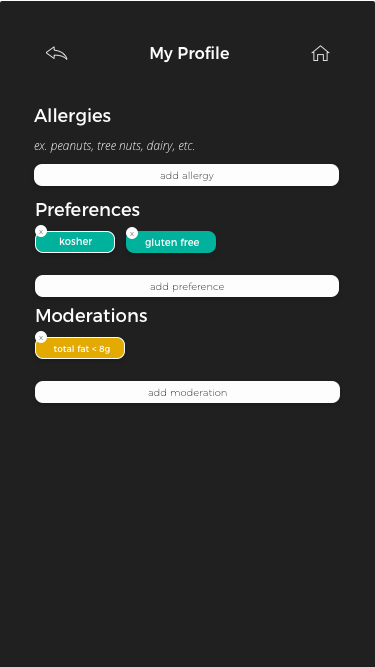 My Profile
Allergies
ex. peanuts, tree nuts, dairy, etc.
add allergy
Preferences
x x
kosher gluten free
add preference
Moderations
x
total fat < 8g
add moderation